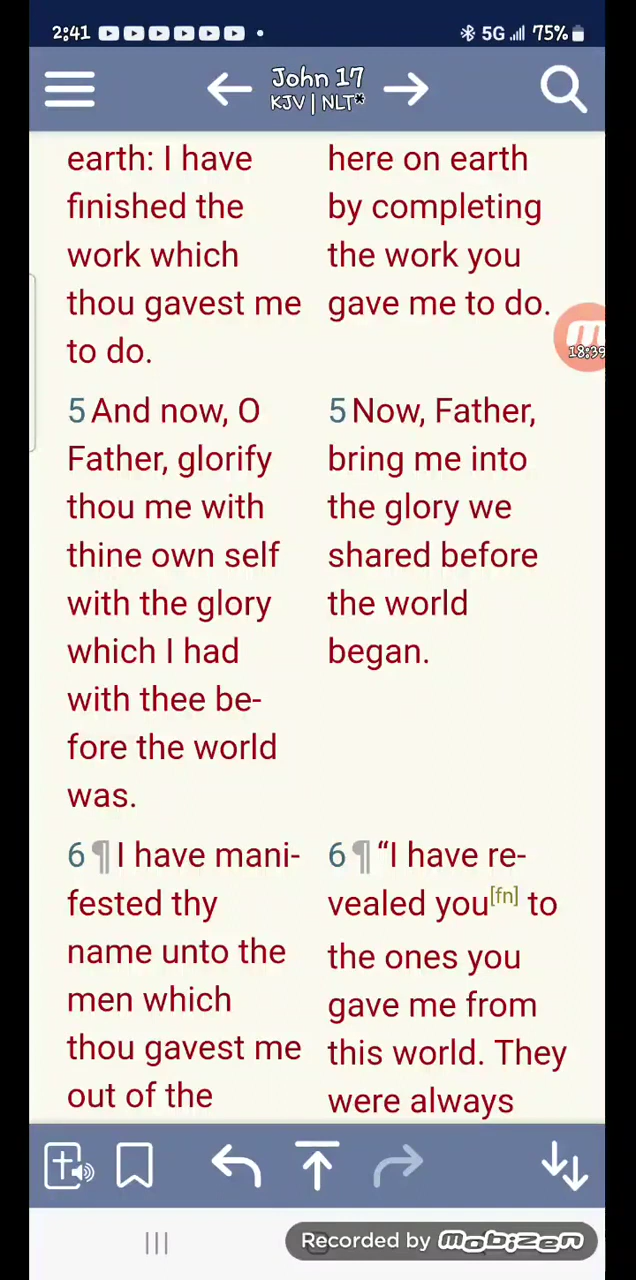 2:41 5G 75%
John 17
KJV | NLT*
earth: I have
finished the
work which
thou gavest me
to do.
5 And now, O
Father, glorify
thou me with
thine own self
with the glory
which I had
with thee be-
fore the world
was.
6 ¶ I have mani-
fested thy
name unto the
men which
thou gavest me
out of the
here on earth
by completing
the work you
gave me to do.
5 Now, Father,
bring me into
the glory we
shared before
the world
began.
6 ¶ “I have re-
vealed you[fn] to
the ones you
gave me from
this world. They
were always
18:39
Recorded by mobizen